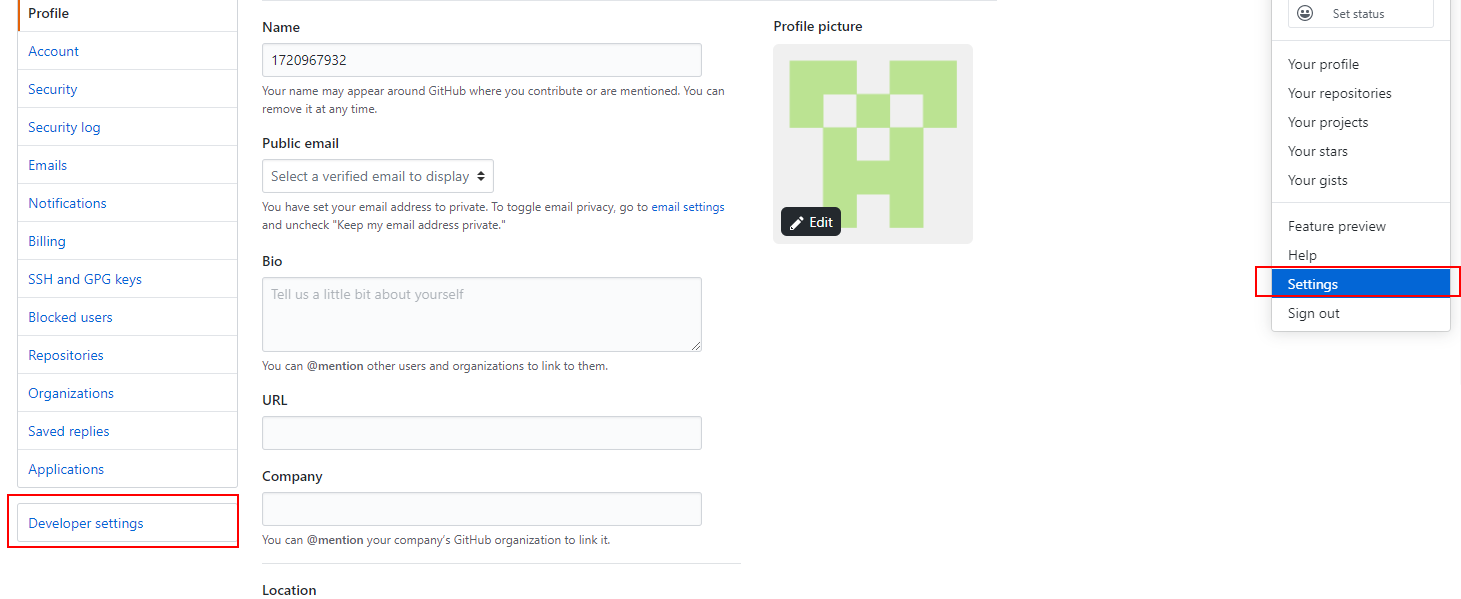 Profile
Account
Security
Security log
Emails
Notifications
Billing
SSH and GPG keys
Blocked users
Repositories
Organizations
Saved replies
Applications
Developer settings
Name
1720967932
Your name may appear around GitHub where you contribute or are mentioned. You can
remove it at any time.
Public email
Select a verified email to display
You have set your email address to private. To toggle email privacy, go to email settings
and uncheck "Keep my email address private."
Bio
Tell us a little bit about yourself
You can @mention other users and organizations to link to them.
URL
Company
You can @mention your company's GitHub organization to link it.
Location
Profile picture
Edit
Set status
Your profile
Your repositories
Your projects
Your stars
Your gists
Feature preview
Help
Settings
Sign out